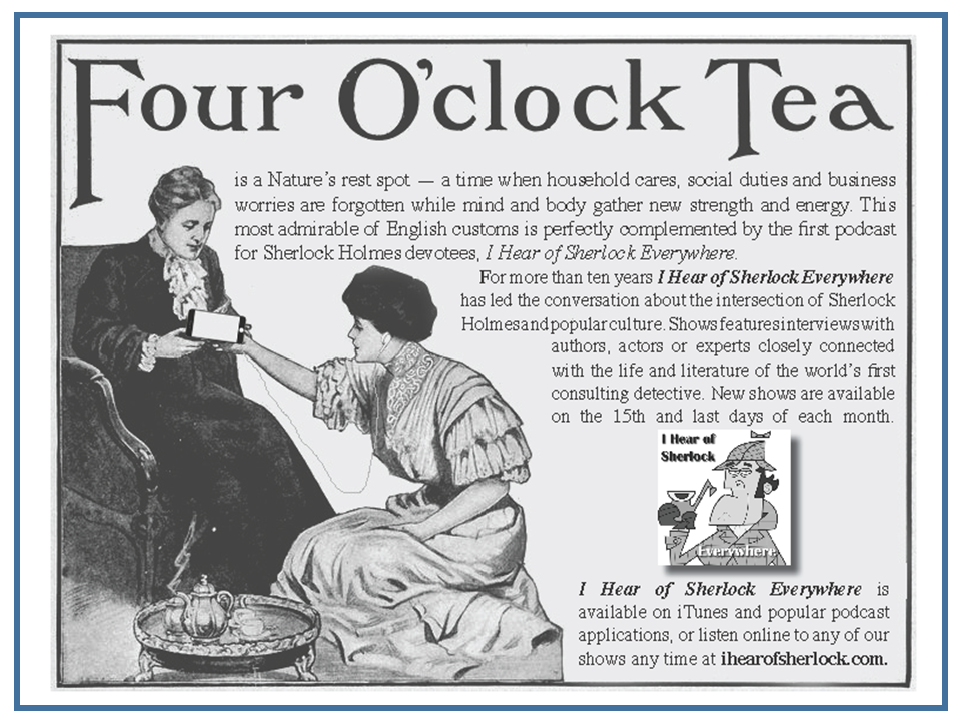 Four O'clock Tea
is a Nature's rest spot — a time when household cares, social duties and business
worries are forgotten while mind and body gather new strength and energy. This
most admirable of English customs is perfectly complemented by the first podcast
for Sherlock Holmes devotees, I Hear of Sherlock Everywhere.
For more than ten years I Hear of Sherlock Everywhere
has led the conversation about the intersection of Sherlock
Holmes and popular culture. Shows features interviews with
authors, actors or experts closely connected
with the life and literature of the world's first
consulting detective. New shows are available
on the 15th and last days of each month.
I Hear of
Sherlock
Everywhere
I Hear of Sherlock Everywhere is
available on iTunes and popular podcast
applications, or listen online to any of our
shows any time at ihearofsherlock.com.